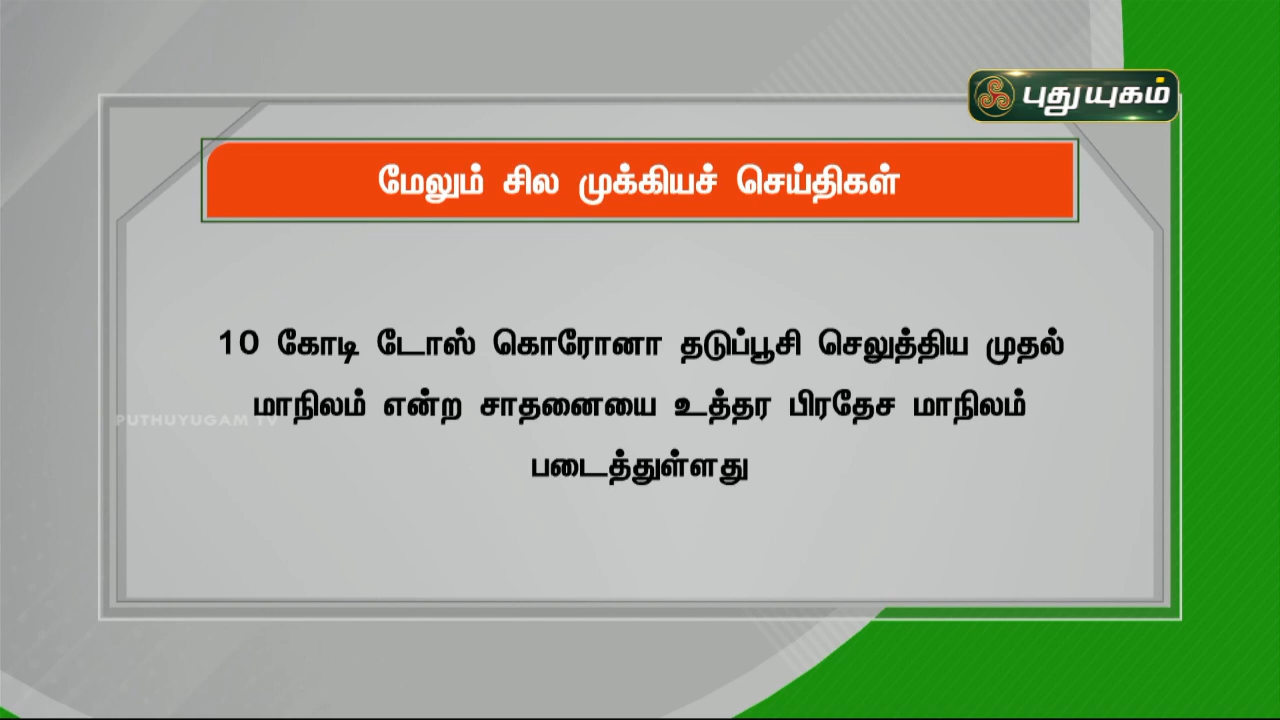 புதுயுகம்
மேலும் சில முக்கியச் செய்திகள்
10 கோடி டோஸ் கொரோனா தடுப்பூசி செலுத்திய முதல்
மாநிலம் என்ற சாதனையை உத்தர பிரதேச மாநிலம்
PUTHUYUGAM TV
படைத்துள்ளது